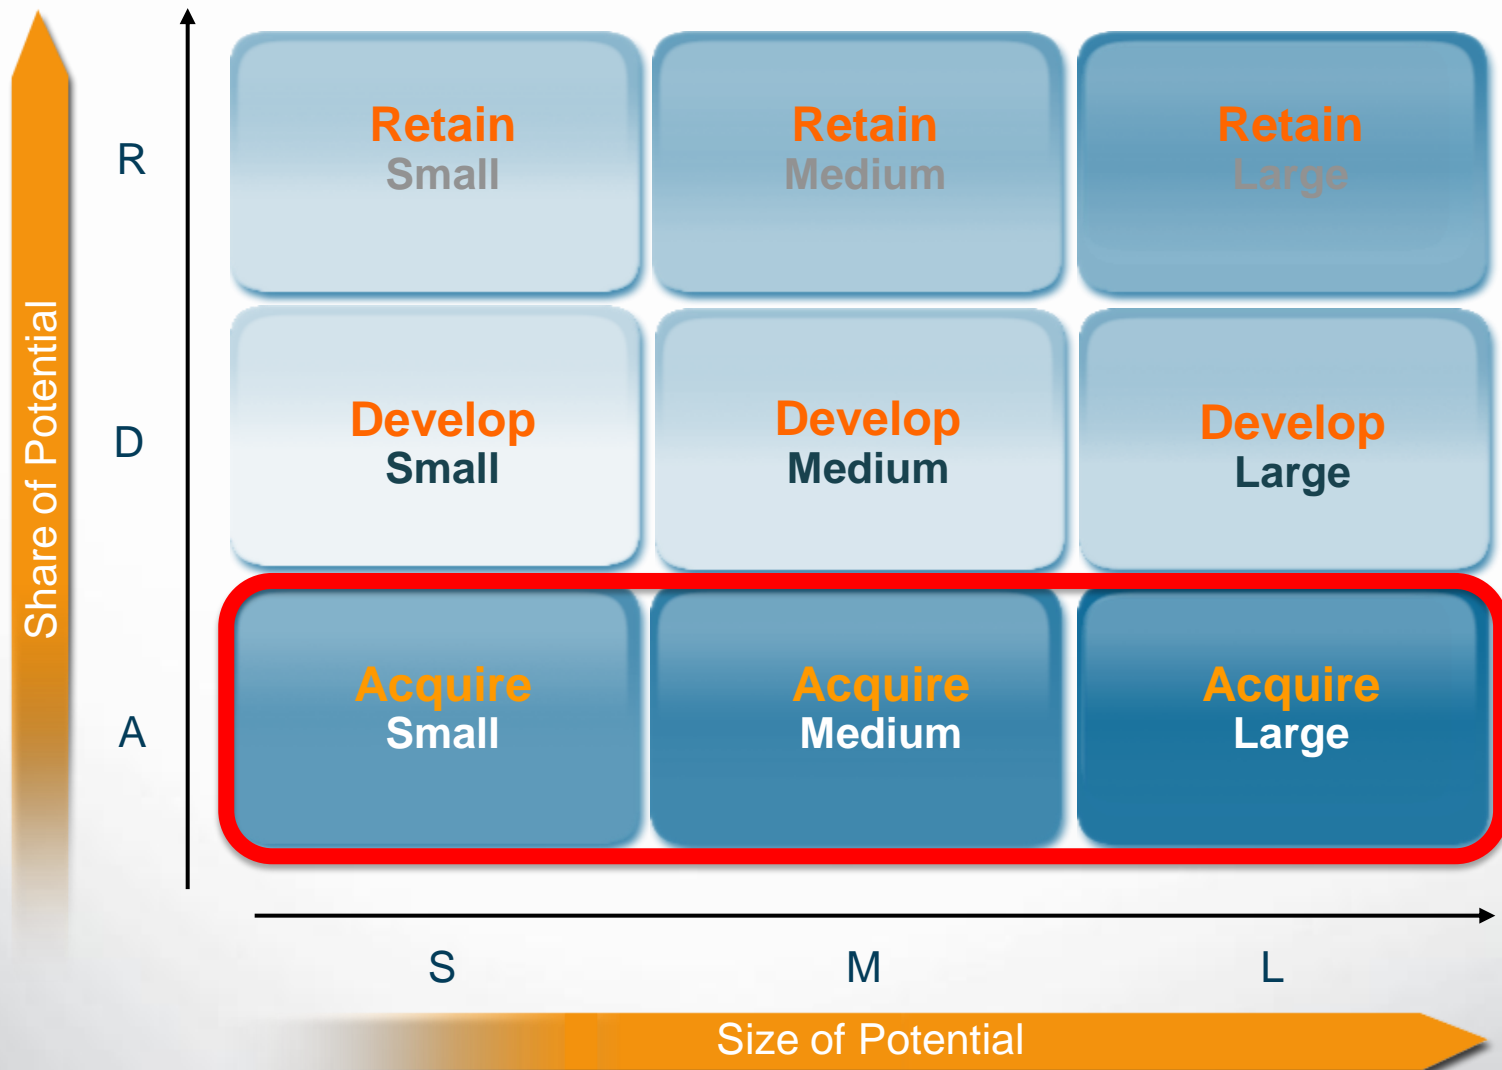 Share of Potential
R
Retain
Small
Retain
Medium
Retain
Large
D
Develop
Small
Develop
Medium
Develop
Large
A
Acquire
Small
Acquire
Medium
Acquire
Large
S
M
L
Size of Potential